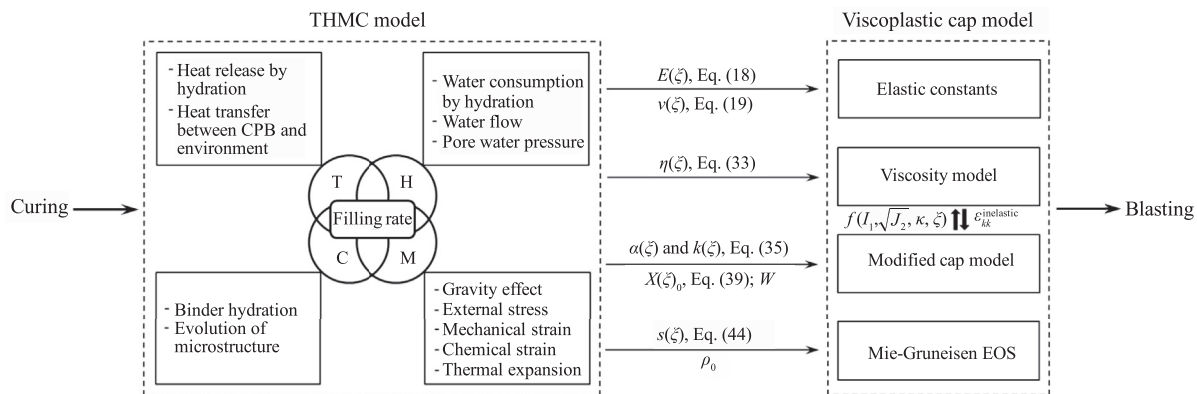 THMC model
Viscoplastic cap model
- Heat release by
hydration
- Heat transfer
between CPB and
environment
- Water consumption
by hydration
- Water flow
- Pore water pressure
T
H
Filling rate
C
M
- Binder hydration
- Evolution of
microstructure
- Gravity effect
- External stress
- Mechanical strain
- Chemical strain
- Thermal expansion
Curing
E(ξ), Eq. (18)
v(ξ), Eq. (19)
η(ξ), Eq. (33)
α(ξ) and k(ξ), Eq. (35)
X(ξ)₀, Eq. (39); W
s(ξ), Eq. (44)
ρ₀
Elastic constants
Viscosity model
f(I₁,√J₂, κ, ξ) ε_kk^inelastic
Modified cap model
Mie-Gruneisen EOS
Blasting